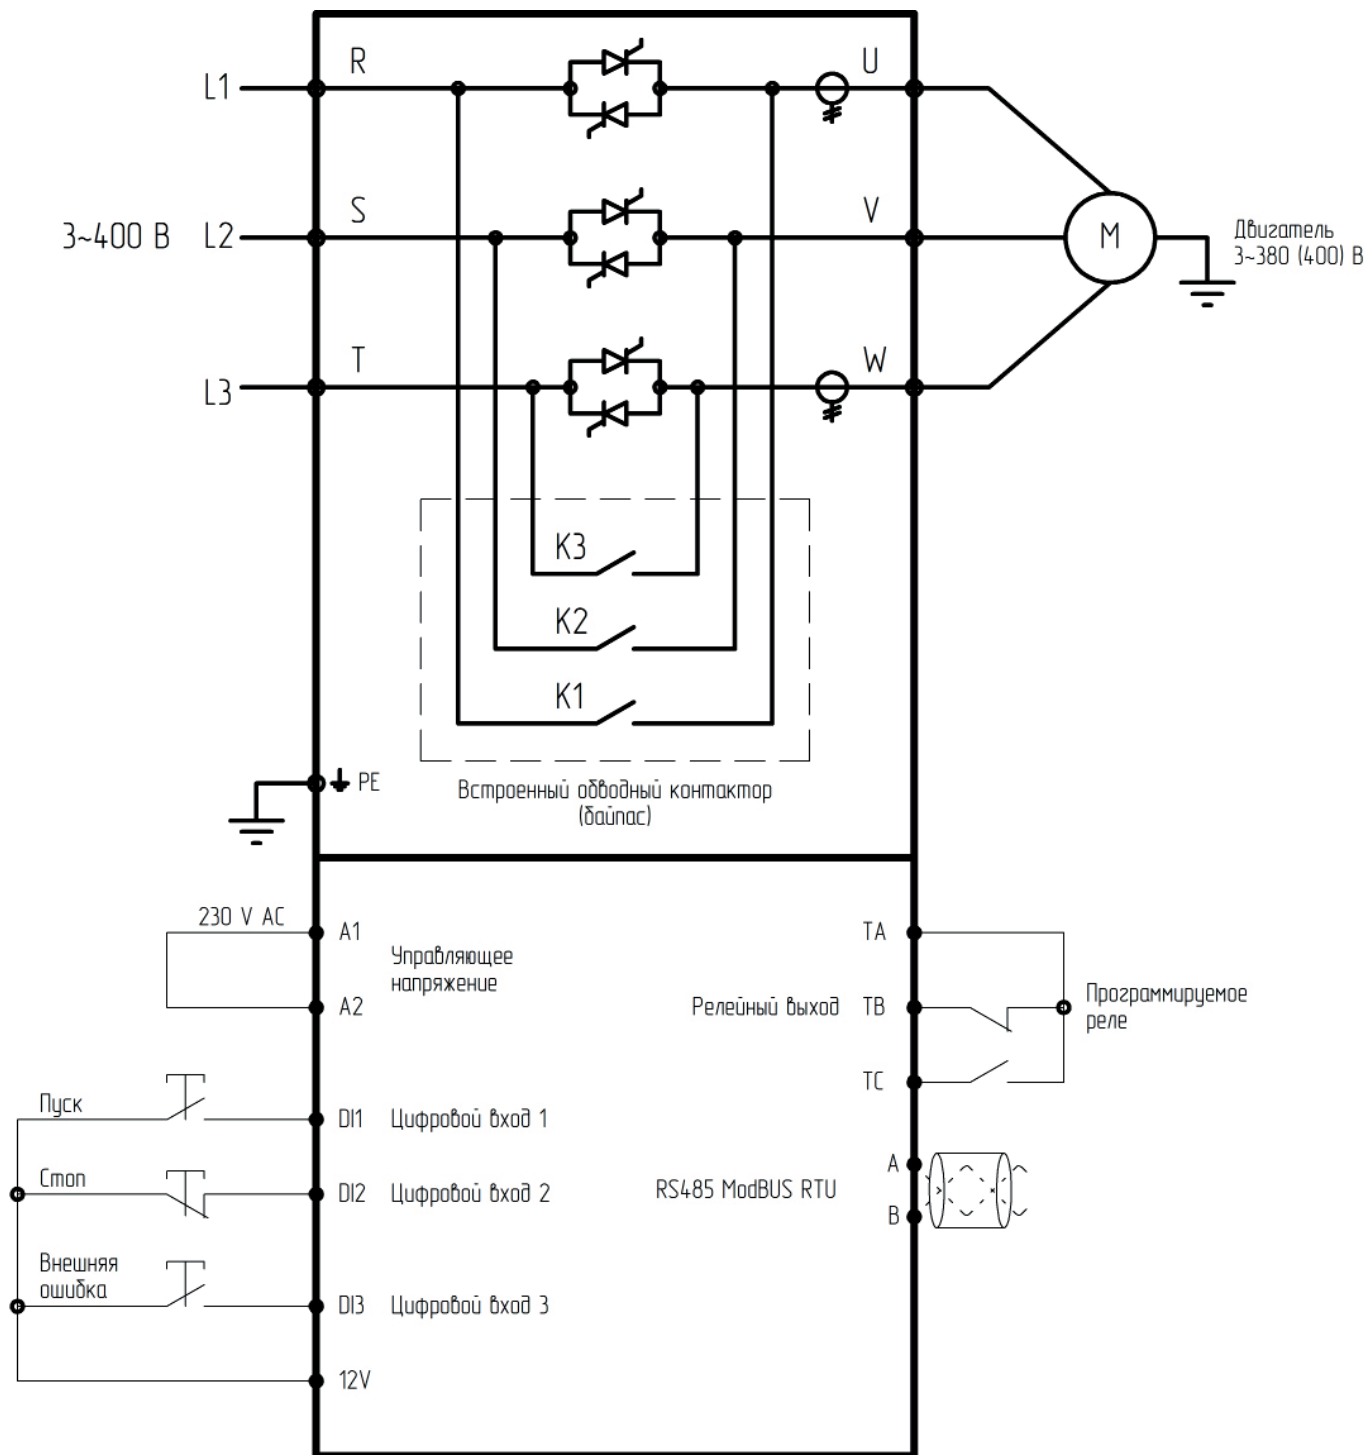 R
U
L1
S
V
3~400 В
L2
M
Двигатель
3~380 (400) В
T
W
L3
K3
K2
K1
PE
Встроенный обводный контактор
(байпас)
230 V AC
A1
Управляющее
напряжение
A2
TA
Релейный выход
TB
Программируемое
реле
TC
Пуск
DI1
Цифровой вход 1
Стоп
DI2
Цифровой вход 2
RS485 ModBUS RTU
A
B
Внешняя
ошибка
DI3
Цифровой вход 3
12V